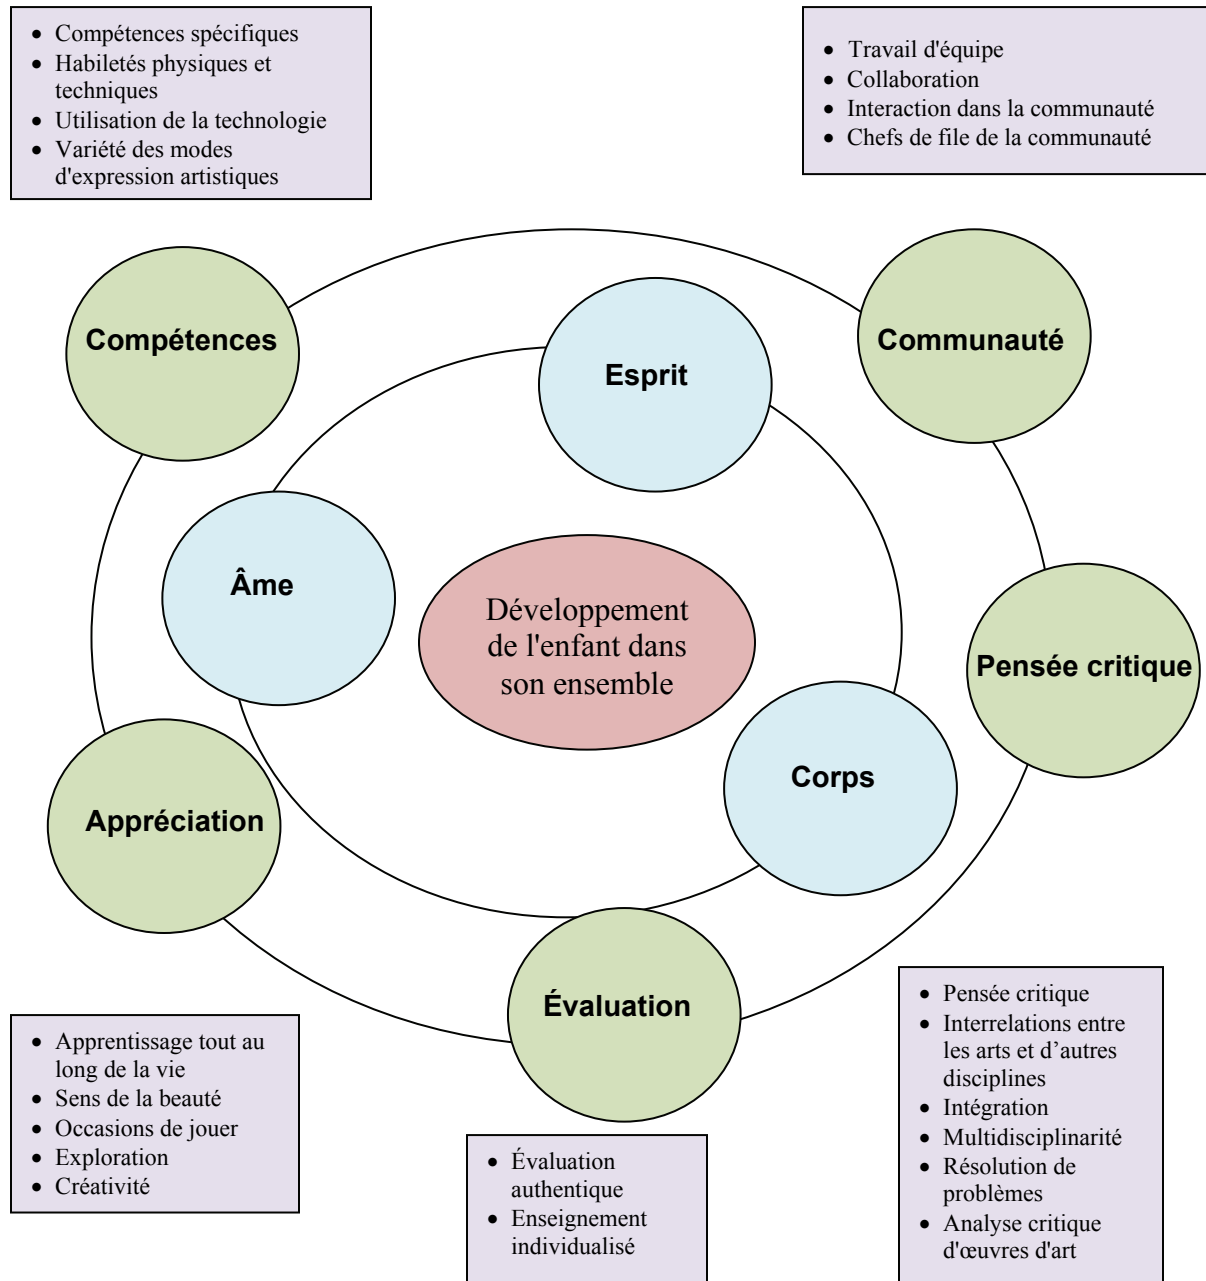 • Compétences spécifiques
• Habiletés physiques et
techniques
• Utilisation de la technologie
• Variété des modes
d'expression artistiques
• Travail d'équipe
• Collaboration
• Interaction dans la communauté
• Chefs de file de la communauté
Compétences
Communauté
Esprit
Âme
Développement
de l'enfant dans
son ensemble
Pensée critique
Corps
Appréciation
Évaluation
• Apprentissage tout au
long de la vie
• Sens de la beauté
• Occasions de jouer
• Exploration
• Créativité
• Évaluation
authentique
• Enseignement
individualisé
• Pensée critique
• Interrelations entre
les arts et d’autres
disciplines
• Intégration
• Multidisciplinarité
• Résolution de
problèmes
• Analyse critique
d'œuvres d'art